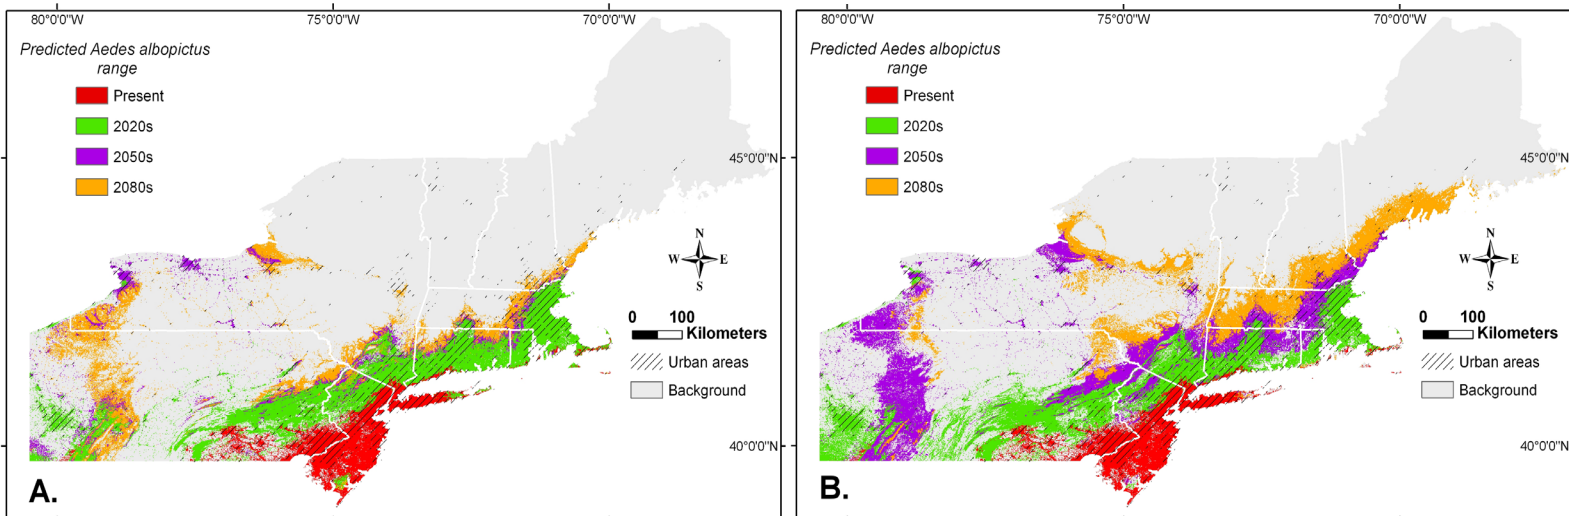 80°0'0"W 75°0'0"W 70°0'0"W
Predicted Aedes albopictus
range
Present
2020s
2050s
2080s
45°0'0"N
N
W E
S
0 100
Kilometers
Urban areas
Background
40°0'0"N
A.
80°0'0"W 75°0'0"W 70°0'0"W
Predicted Aedes albopictus
range
Present
2020s
2050s
2080s
45°0'0"N
N
W E
S
0 100
Kilometers
Urban areas
Background
40°0'0"N
B.